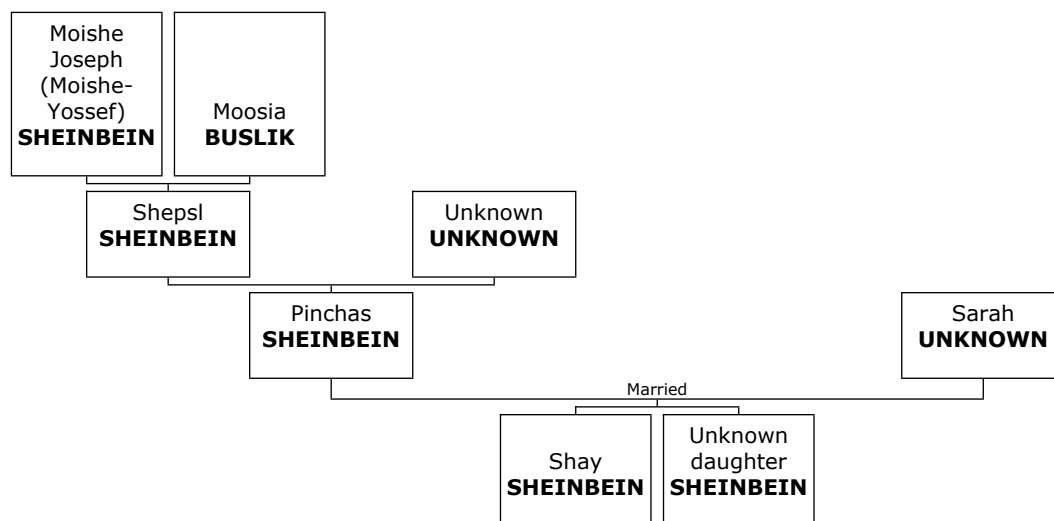 Moishe
Joseph
(Moishe-
Yossef)
SHEINBEIN
Moosia
BUSLIK
Shepsl
SHEINBEIN
Unknown
UNKNOWN
Pinchas
SHEINBEIN
Sarah
UNKNOWN
Married
Shay
SHEINBEIN
Unknown
daughter
SHEINBEIN